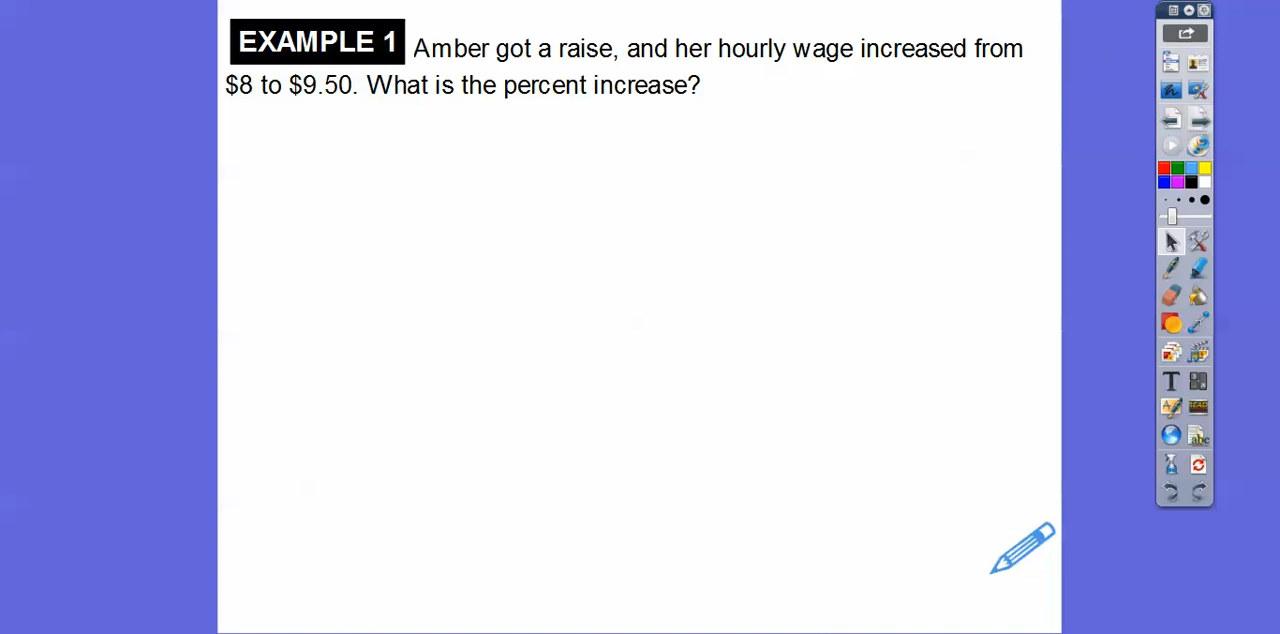 EXAMPLE 1 Amber got a raise, and her hourly wage increased from
$8 to $9.50. What is the percent increase?